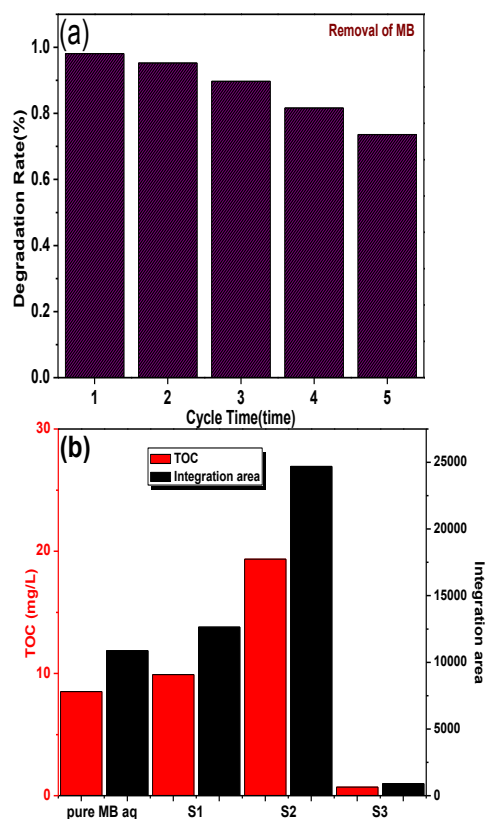 (a)
Removal of MB
Degradation Rate(%)
1.0
0.8
0.6
0.4
0.2
0.0
1 2 3 4 5
Cycle Time(time)
(b)
TOC
Integration area
TOC (mg/L)
30
20
10
0
25000
20000
15000
10000
5000
0
Integration area
pure MB aq S1 S2 S3